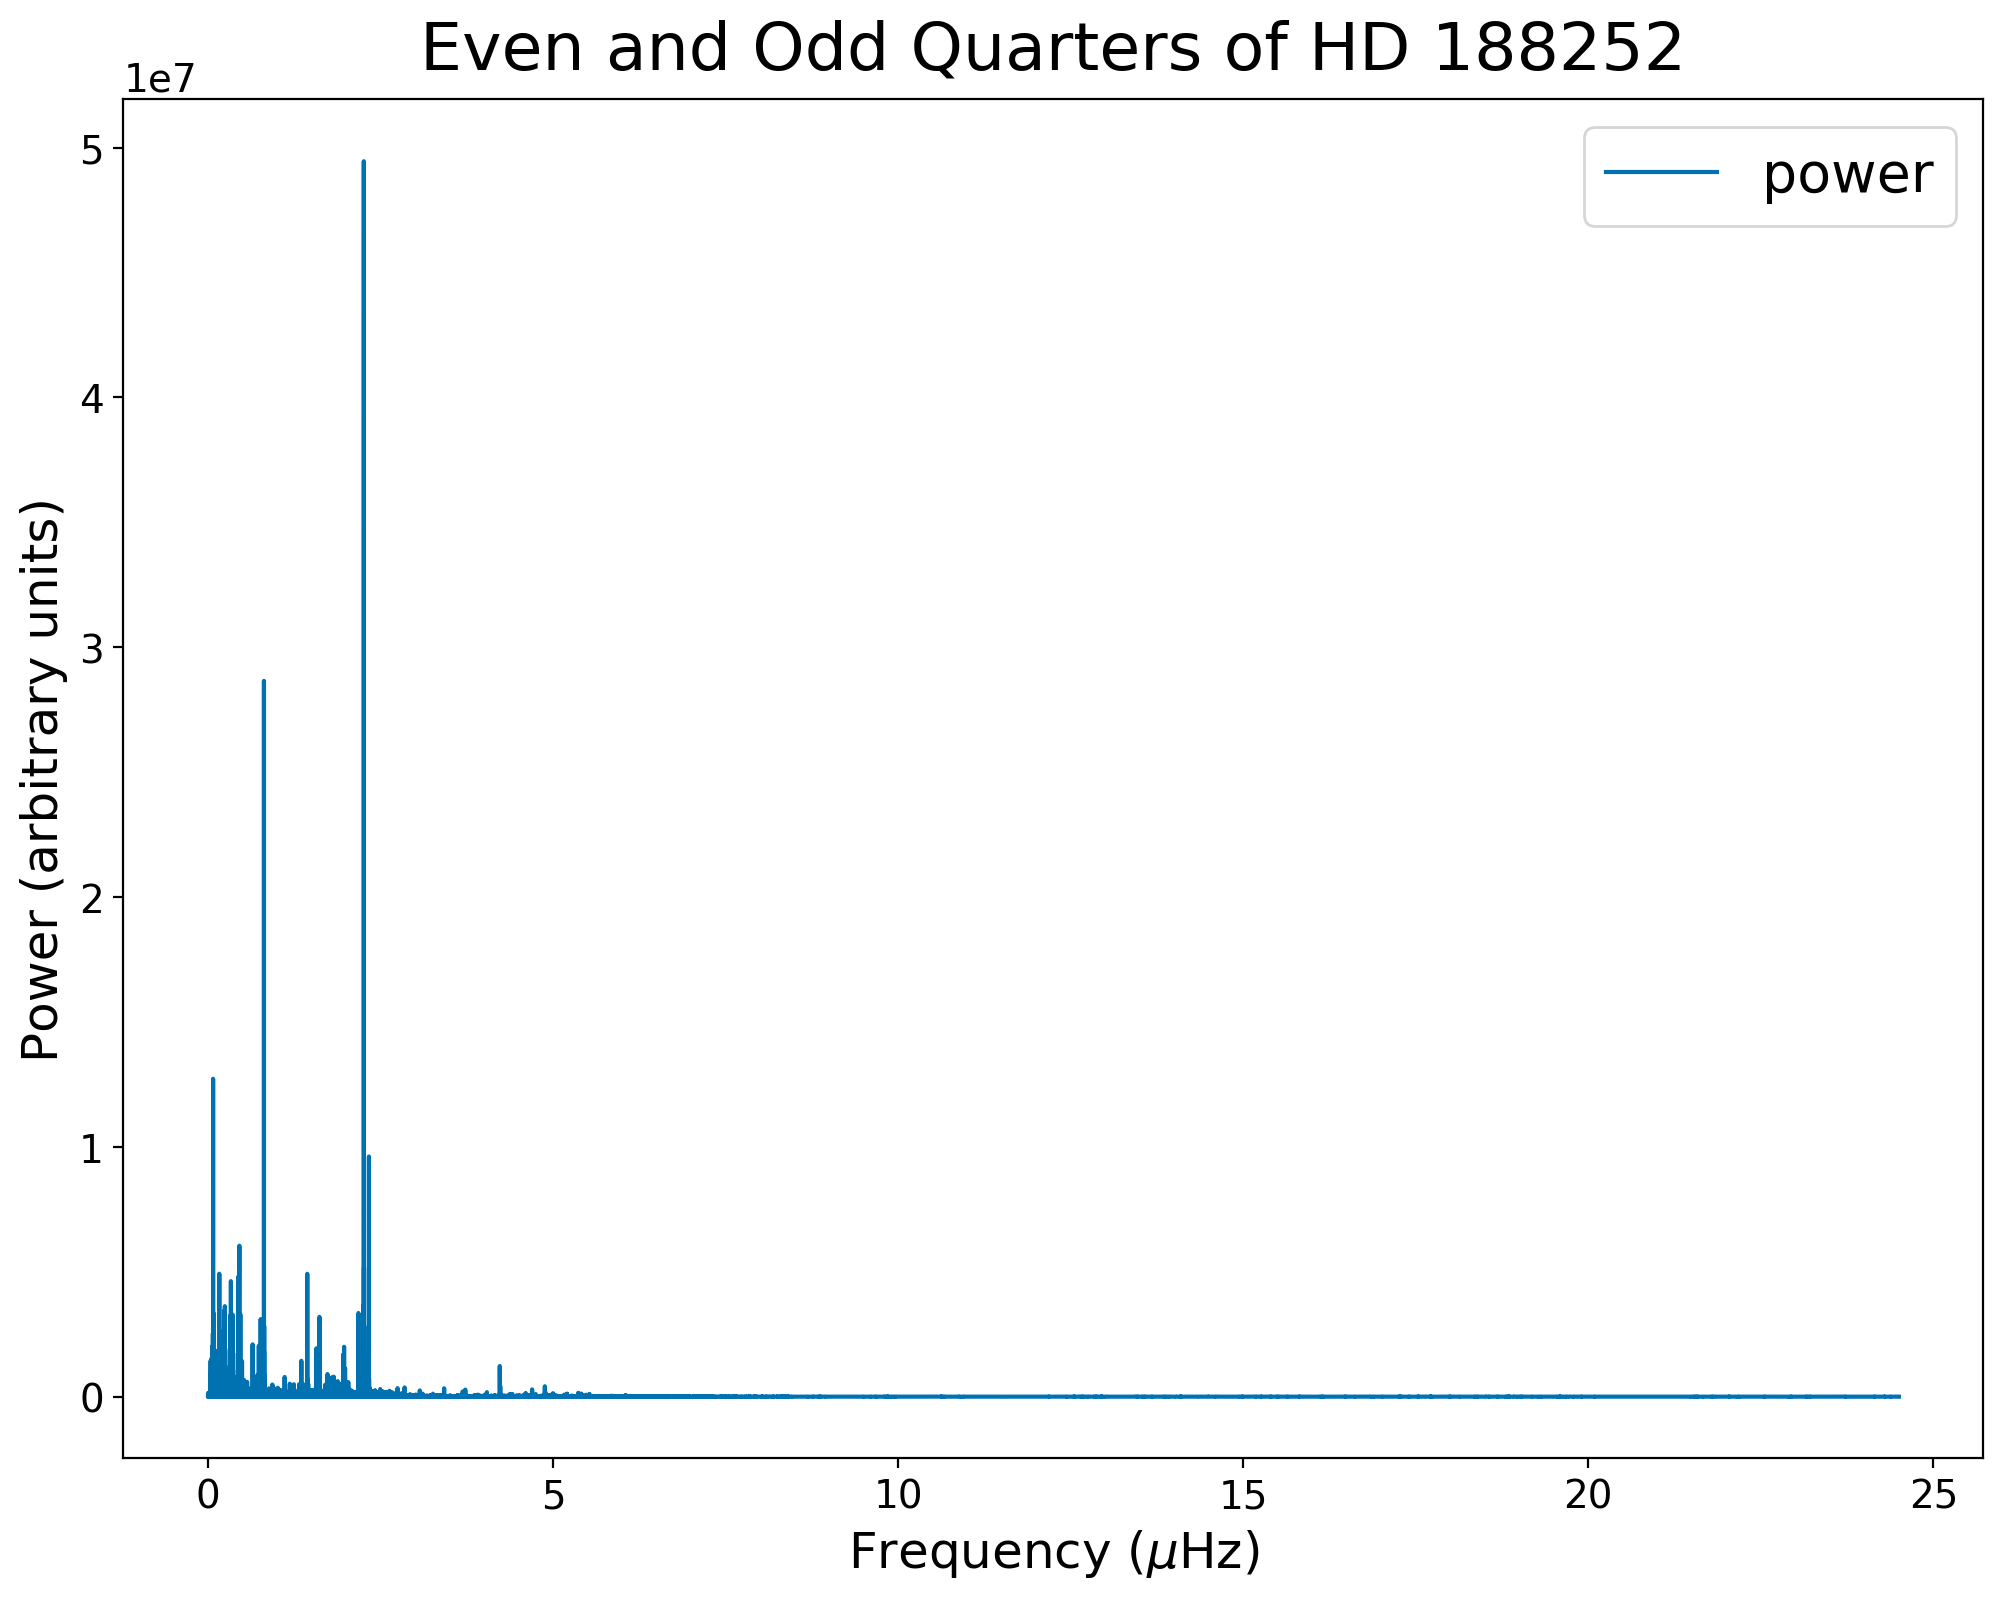 Even and Odd Quarters of HD 188252
1e7
power
5
4
3
2
1
0
Power (arbitrary units)
0 5 10 15 20 25
Frequency (μHz)